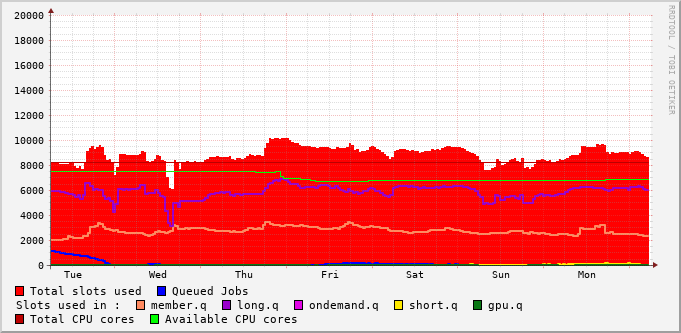 20000
18000
16000
14000
12000
10000
8000
6000
4000
2000
0
Tue Wed Thu Fri Sat Sun Mon
RRDTOOL / TOBI OETIKER
Total slots used Queued Jobs
Slots used in : member.q long.q ondemand.q short.q gpu.q
Total CPU cores Available CPU cores